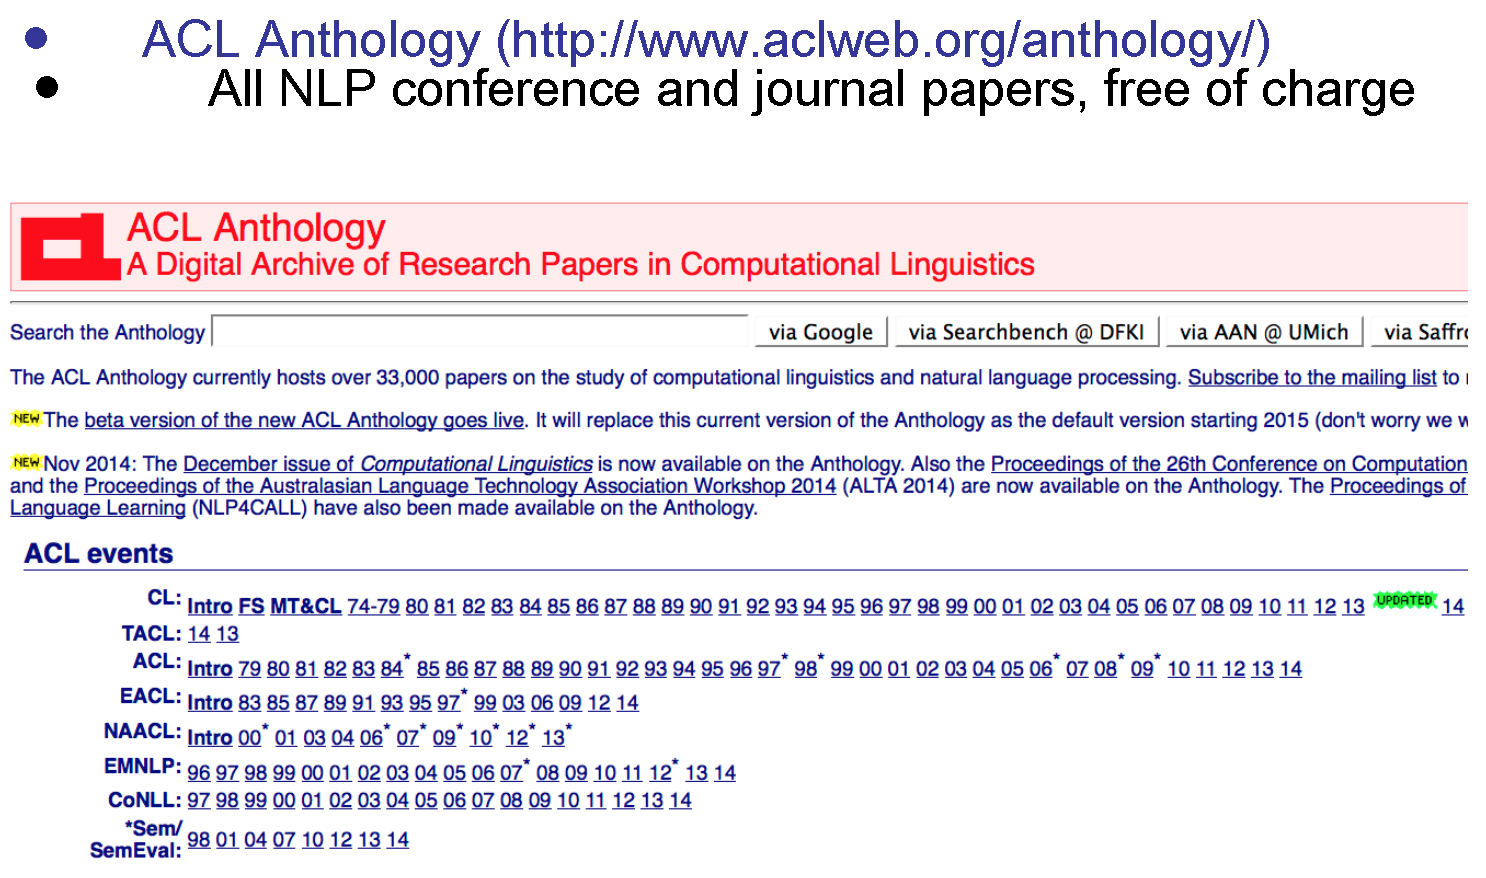 • ACL Anthology (http://www.aclweb.org/anthology/)
• All NLP conference and journal papers, free of charge
ACL Anthology
A Digital Archive of Research Papers in Computational Linguistics
Search the Anthology via Google via Searchbench @ DFKI via AAN @ UMich via Saffr
The ACL Anthology currently hosts over 33,000 papers on the study of computational linguistics and natural language processing. Subscribe to the mailing list to
NEW The beta version of the new ACL Anthology goes live. It will replace this current version of the Anthology as the default version starting 2015 (don't worry we
NEW Nov 2014: The December issue of Computational Linguistics is now available on the Anthology. Also the Proceedings of the 26th Conference on Computation
and the Proceedings of the Australasian Language Technology Association Workshop 2014 (ALTA 2014) are now available on the Anthology. The Proceedings of
Language Learning (NLP4CALL) have also been made available on the Anthology.
ACL events
CL: Intro FS MT&CL 74-79 80 81 82 83 84 85 86 87 88 89 90 91 92 93 94 95 96 97 98 99 00 01 02 03 04 05 06 07 08 09 10 11 12 13 UPDATED 14
TACL: 14 13
ACL: Intro 79 80 81 82 83 84* 85 86 87 88 89 90 91 92 93 94 95 96 97* 98* 99 00 01 02 03 04 05 06* 07 08* 09* 10 11 12 13 14
EACL: Intro 83 85 87 89 91 93 95 97* 99 03 06 09 12 14
NAACL: Intro 00* 01 03 04 06* 07* 09* 10* 12* 13*
EMNLP: 96 97 98 99 00 01 02 03 04 05 06 07* 08 09 10 11 12* 13 14
CoNLL: 97 98 99 00 01 02 03 04 05 06 07 08 09 10 11 12 13 14
*Sem/
SemEval: 98 01 04 07 10 12 13 14